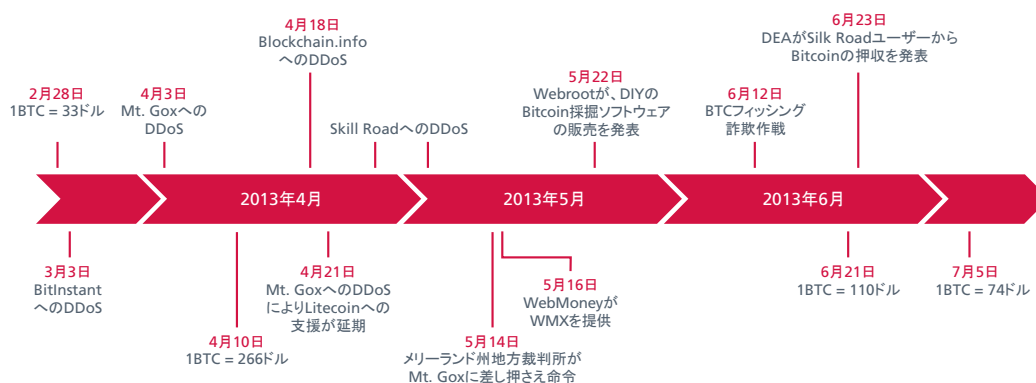 4月18日
Blockchain.info
へのDDoS
6月23日
DEAがSilk Roadユーザーから
Bitcoinの押収を発表
2月28日
1BTC = 33ドル
4月3日
Mt. Goxへの
DDoS
Skill RoadへのDDoS
5月22日
Webrootが、DIYの
Bitcoin採掘ソフトウェア
の販売を発表
6月12日
BTCフィッシング
詐欺作戦
2013年4月
2013年5月
2013年6月
3月3日
BitInstant
へのDDoS
4月10日
1BTC = 266ドル
4月21日
Mt. GoxへのDDoS
によりLitecoinへの
支援が延期
5月14日
メリーランド州地方裁判所が
Mt. Goxに差し押さえ命令
5月16日
WebMoneyが
WMXを提供
6月21日
1BTC = 110ドル
7月5日
1BTC = 74ドル